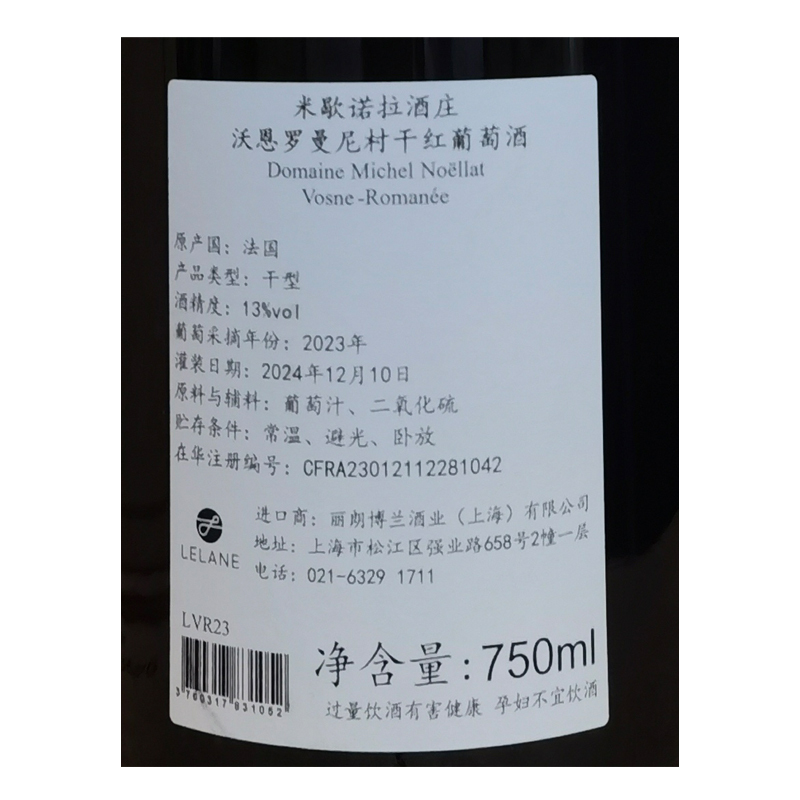 米歇诺拉酒庄
沃恩罗曼尼村干红葡萄酒
Domaine Michel Noëllat
Vosne-Romanée
原产国：法国
产品类型：干型
酒精度：13%vol
葡萄采摘年份：2023年
灌装日期：2024年12月10日
原料与辅料：葡萄汁、二氧化硫
贮存条件：常温、避光、卧放
在华注册编号：CFRA23012112281042
进口商：丽朗博兰酒业（上海）有限公司
地址：上海市松江区强业路658号2幢一层
电话：021-6329 1711
LELANE
LVR23
3 760317 831052
净含量：750ml
过量饮酒有害健康 孕妇不宜饮酒